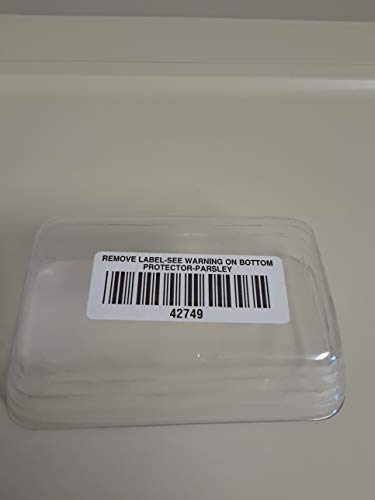 REMOVE LABEL-SEE WARNING ON BOTTOM
PROTECTOR-PARSLEY
42749